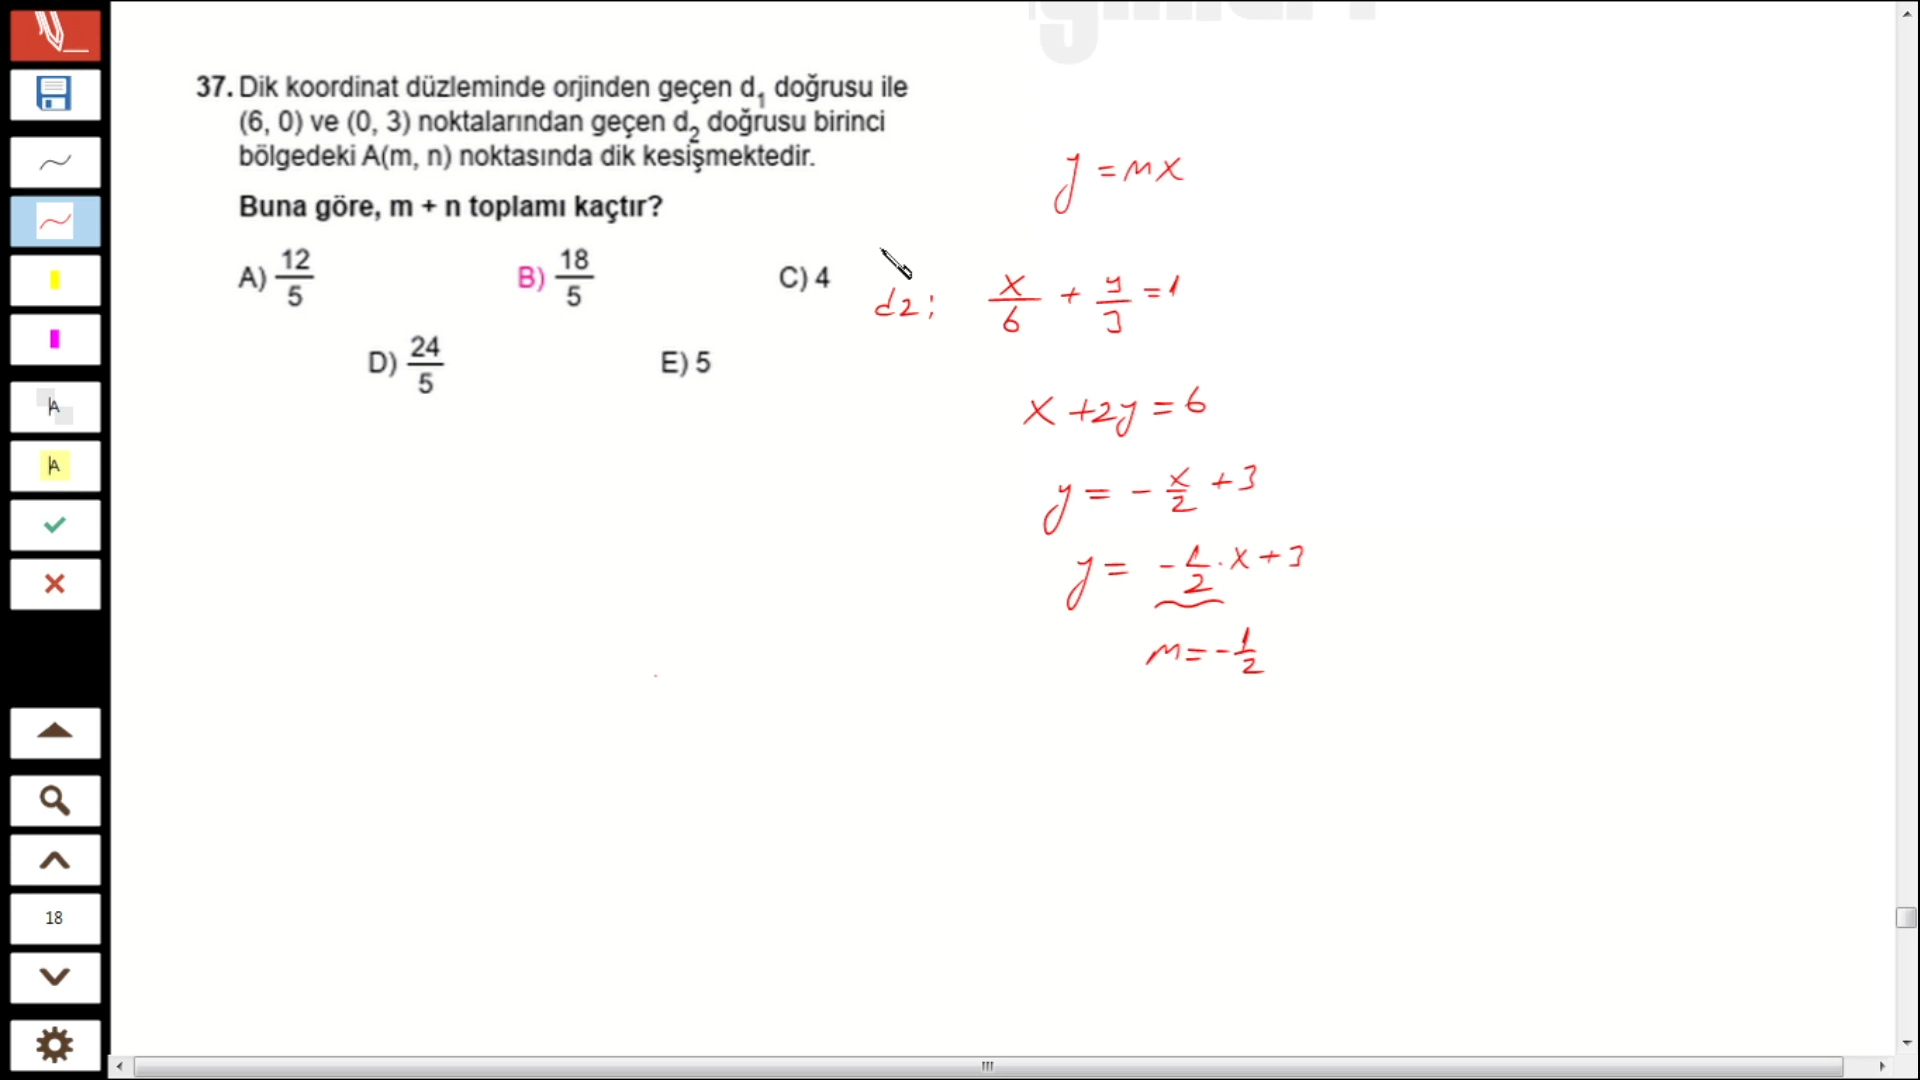 37. Dik koordinat düzleminde orjinden geçen d₁ doğrusu ile
(6, 0) ve (0, 3) noktalarından geçen d₂ doğrusu birinci
bölgedeki A(m, n) noktasında dik kesişmektedir.
Buna göre, m + n toplamı kaçtır?
A) 12/5 B) 18/5 C) 4
D) 24/5 E) 5
y = mx
d2: x/6 + y/3 = 1
x + 2y = 6
y = - x/2 + 3
y = - 1/2 . x + 3
m = - 1/2
A
A
18